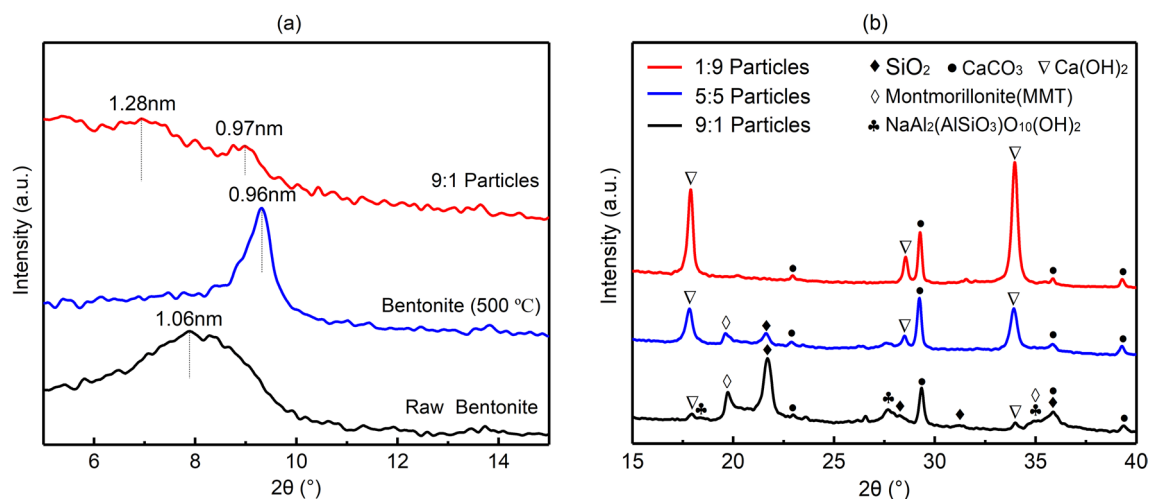 (a)
1.28nm
0.97nm
9:1 Particles
0.96nm
Bentonite (500 ℃)
1.06nm
Raw Bentonite
Intensity (a.u.)
6 8 10 12 14
2θ (°)
(b)
1:9 Particles
5:5 Particles
9:1 Particles
♦ SiO₂ ● CaCO₃ ▽ Ca(OH)₂
◊ Montmorillonite(MMT)
♣ NaAl₂(AlSiO₃)O₁₀(OH)₂
Intensity (a.u.)
15 20 25 30 35 40
2θ (°)